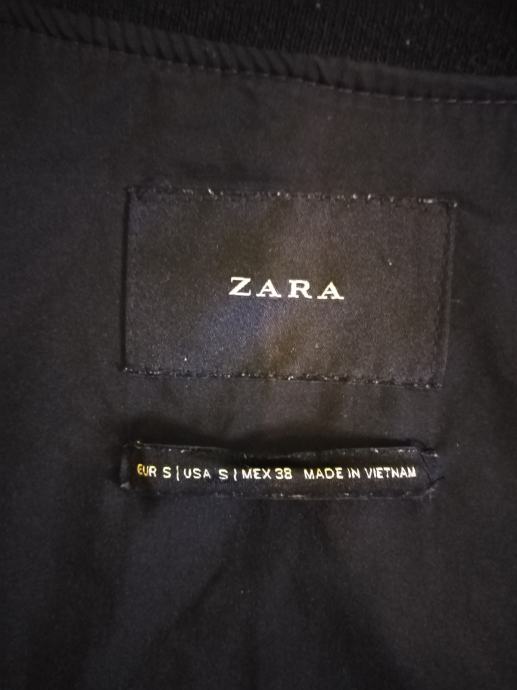 ZARA
EUR S | USA S | MEX 38 MADE IN VIETNAM